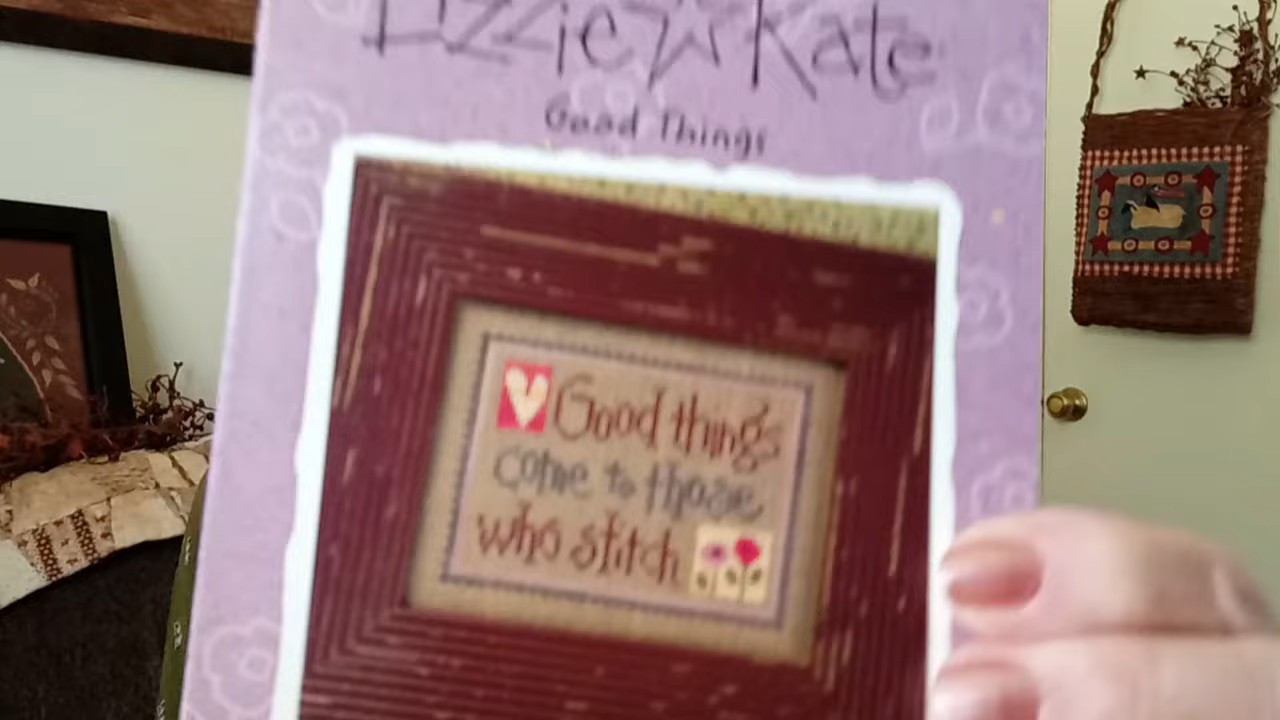 Lizzie ☆ Kate
Good Things
Good things
come to those
who stitch